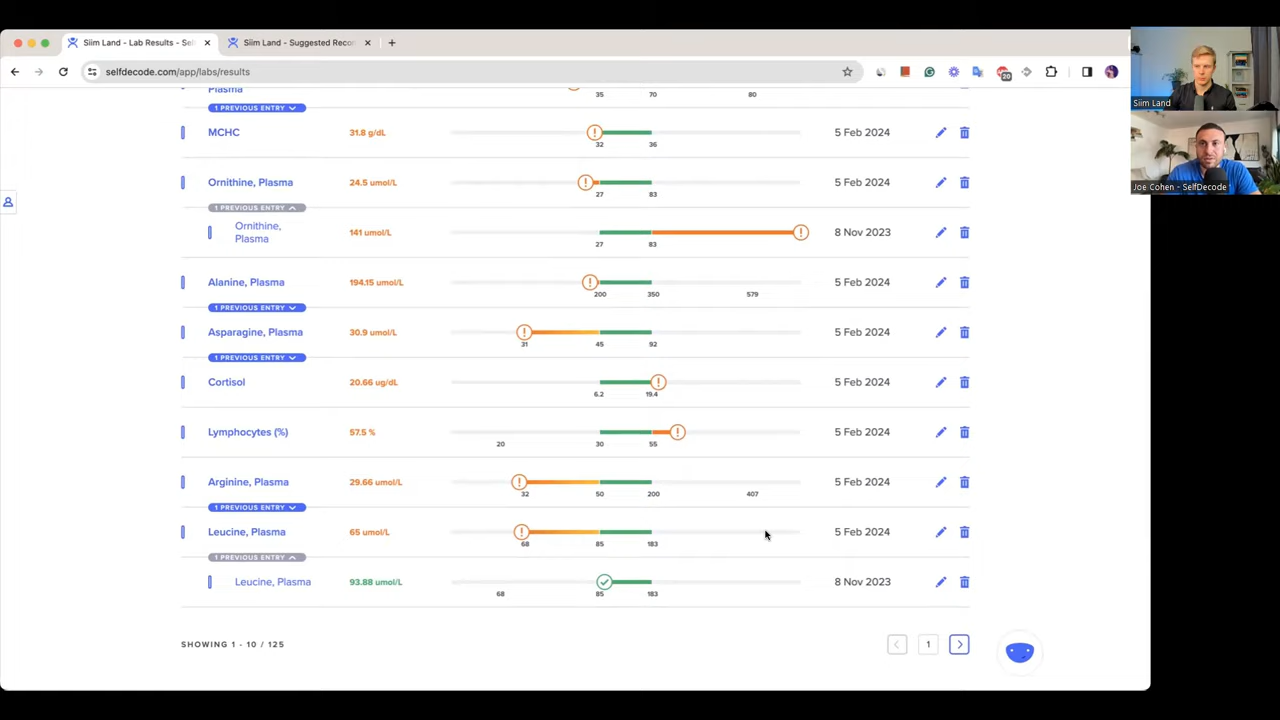 Siim Land - Lab Results - Sel
Siim Land - Suggested Recor
selfdecode.com/app/labs/results
20
Siim Land
Joe Cohen - SelfDecode
Plasma
35 70 80
1 PREVIOUS ENTRY
MCHC 31.8 g/dL 5 Feb 2024
32 36
Ornithine, Plasma 24.5 umol/L 5 Feb 2024
27 83
1 PREVIOUS ENTRY
Ornithine,
Plasma
141 umol/L 8 Nov 2023
27 83
Alanine, Plasma 194.15 umol/L 5 Feb 2024
200 350 579
1 PREVIOUS ENTRY
Asparagine, Plasma 30.9 umol/L 5 Feb 2024
31 45 92
1 PREVIOUS ENTRY
Cortisol 20.66 ug/dL 5 Feb 2024
6.2 19.4
Lymphocytes (%) 57.5 % 5 Feb 2024
20 30 55
Arginine, Plasma 29.66 umol/L 5 Feb 2024
32 50 200 407
1 PREVIOUS ENTRY
Leucine, Plasma 65 umol/L 5 Feb 2024
68 85 183
1 PREVIOUS ENTRY
Leucine, Plasma 93.88 umol/L 8 Nov 2023
68 85 183
SHOWING 1 - 10 / 125
1